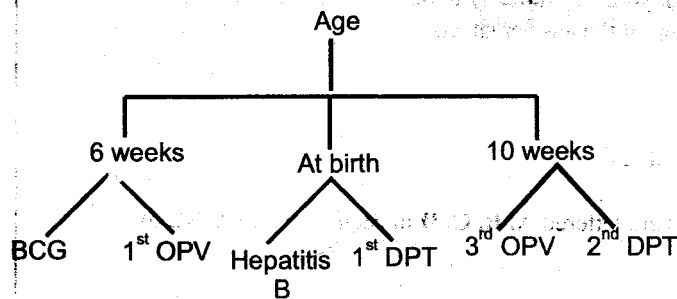 Age
6 weeks
At birth
10 weeks
BCG
1st OPV
Hepatitis
B
1st DPT
3rd OPV
2nd DPT